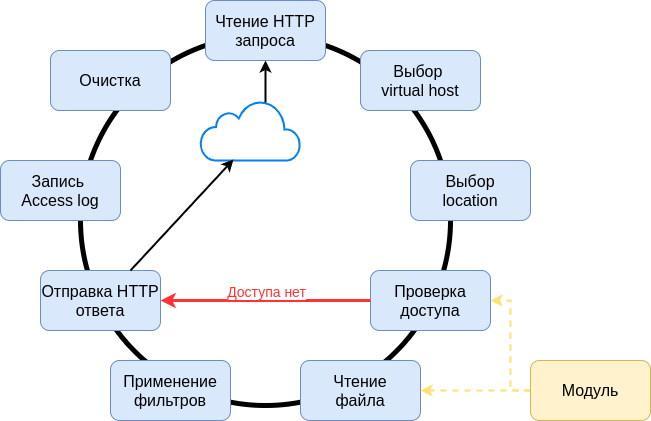 Чтение HTTP
запроса
Очистка
Выбор
virtual host
Запись
Access log
Выбор
location
Отправка HTTP
ответа
Доступа нет
Проверка
доступа
Применение
фильтров
Чтение
файла
Модуль